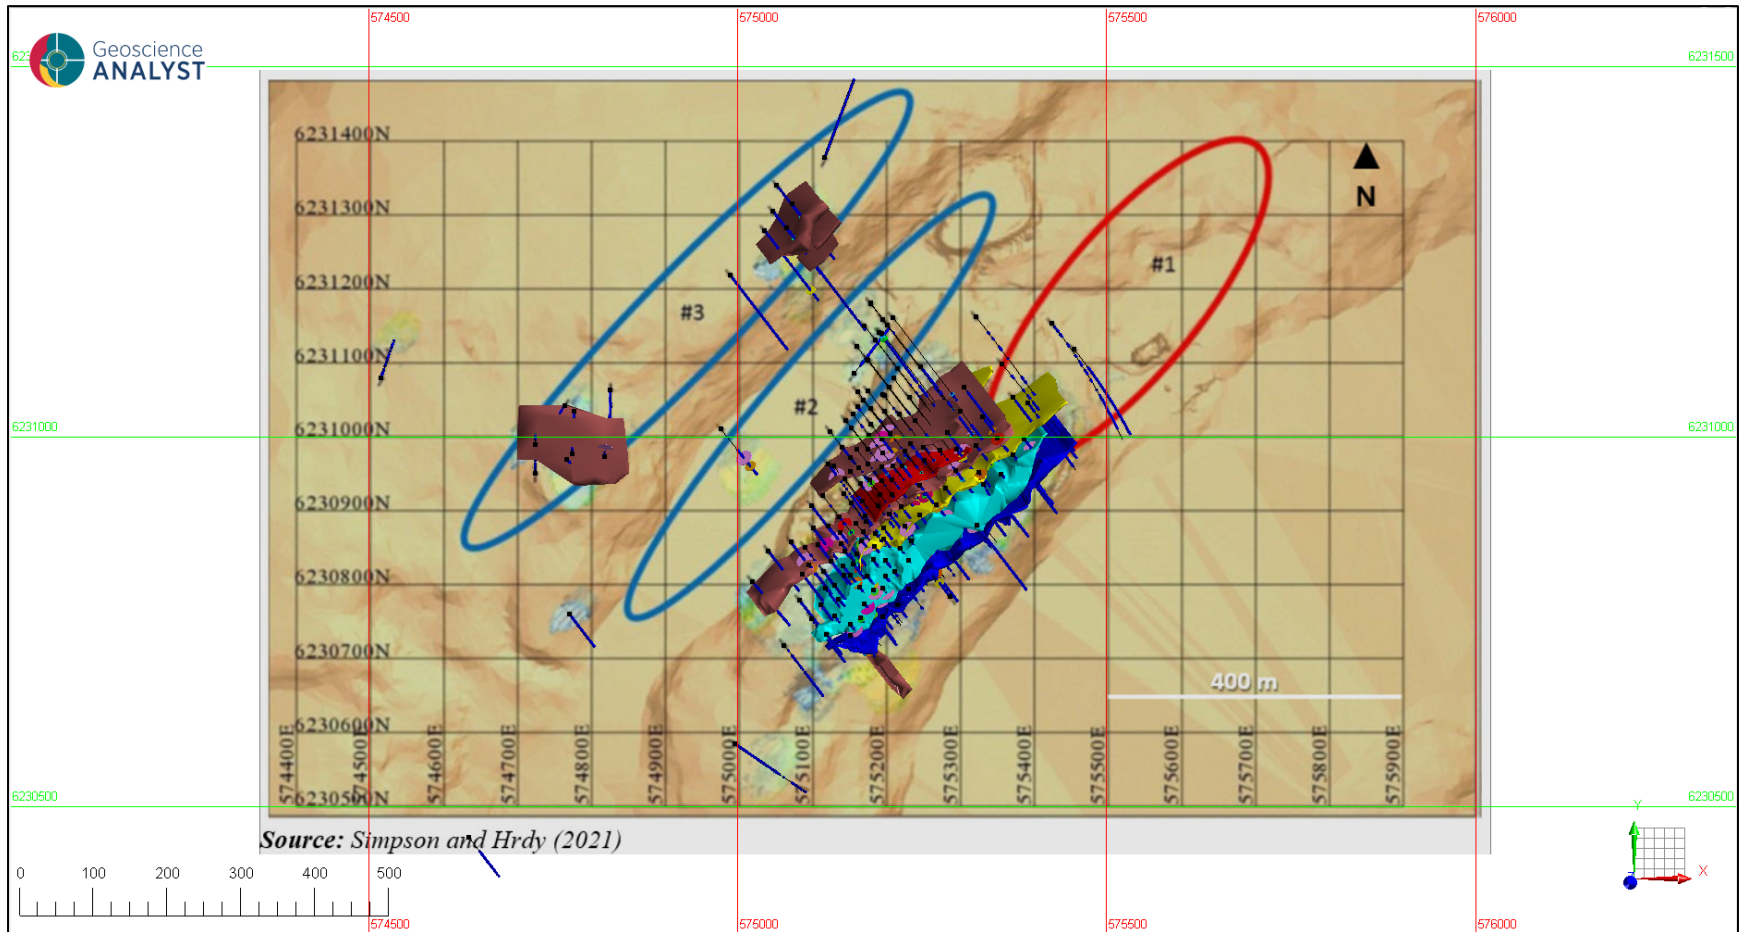 574500 575000 575500 576000
Geoscience
ANALYST
623
6231500
6231400N
N
6231300N
#1
6231200N
#3
6231100N
#2
6231000 6231000N 6231000
6230900N
6230800N
6230700N
400 m
6230600N
574400E 574500E 574600E 574700E 574800E 574900E 575000E 575100E 575200E 575300E 575400E 575500E 575600E 575700E 575800E 575900E
6230500 6230500N 6230500
Y
Source: Simpson and Hrdy (2021)
0 100 200 300 400 500
X
Z
574500 575000 575500 576000